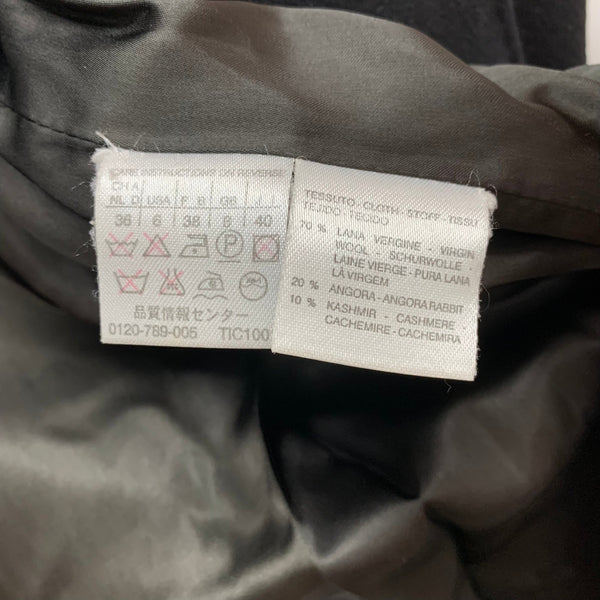 CARE INSTRUCTIONS ON REVERSE
CH A
NL D USA F B GB I
36 6 38 8 40
P
品質情報センター
0120-789-005 TIC100
TESSUTO - CLOTH - STOFF - TISSU
TEJIDO - TECIDO
70 % LANA VERGINE - VIRGIN
WOOL - SCHURWOLLE -
LAINE VIERGE - PURA LANA
LÃ VIRGEM
20 % ANGORA - ANGORA RABBIT
10 % KASHMIR - CASHMERE -
CACHEMIRE - CACHEMIRA